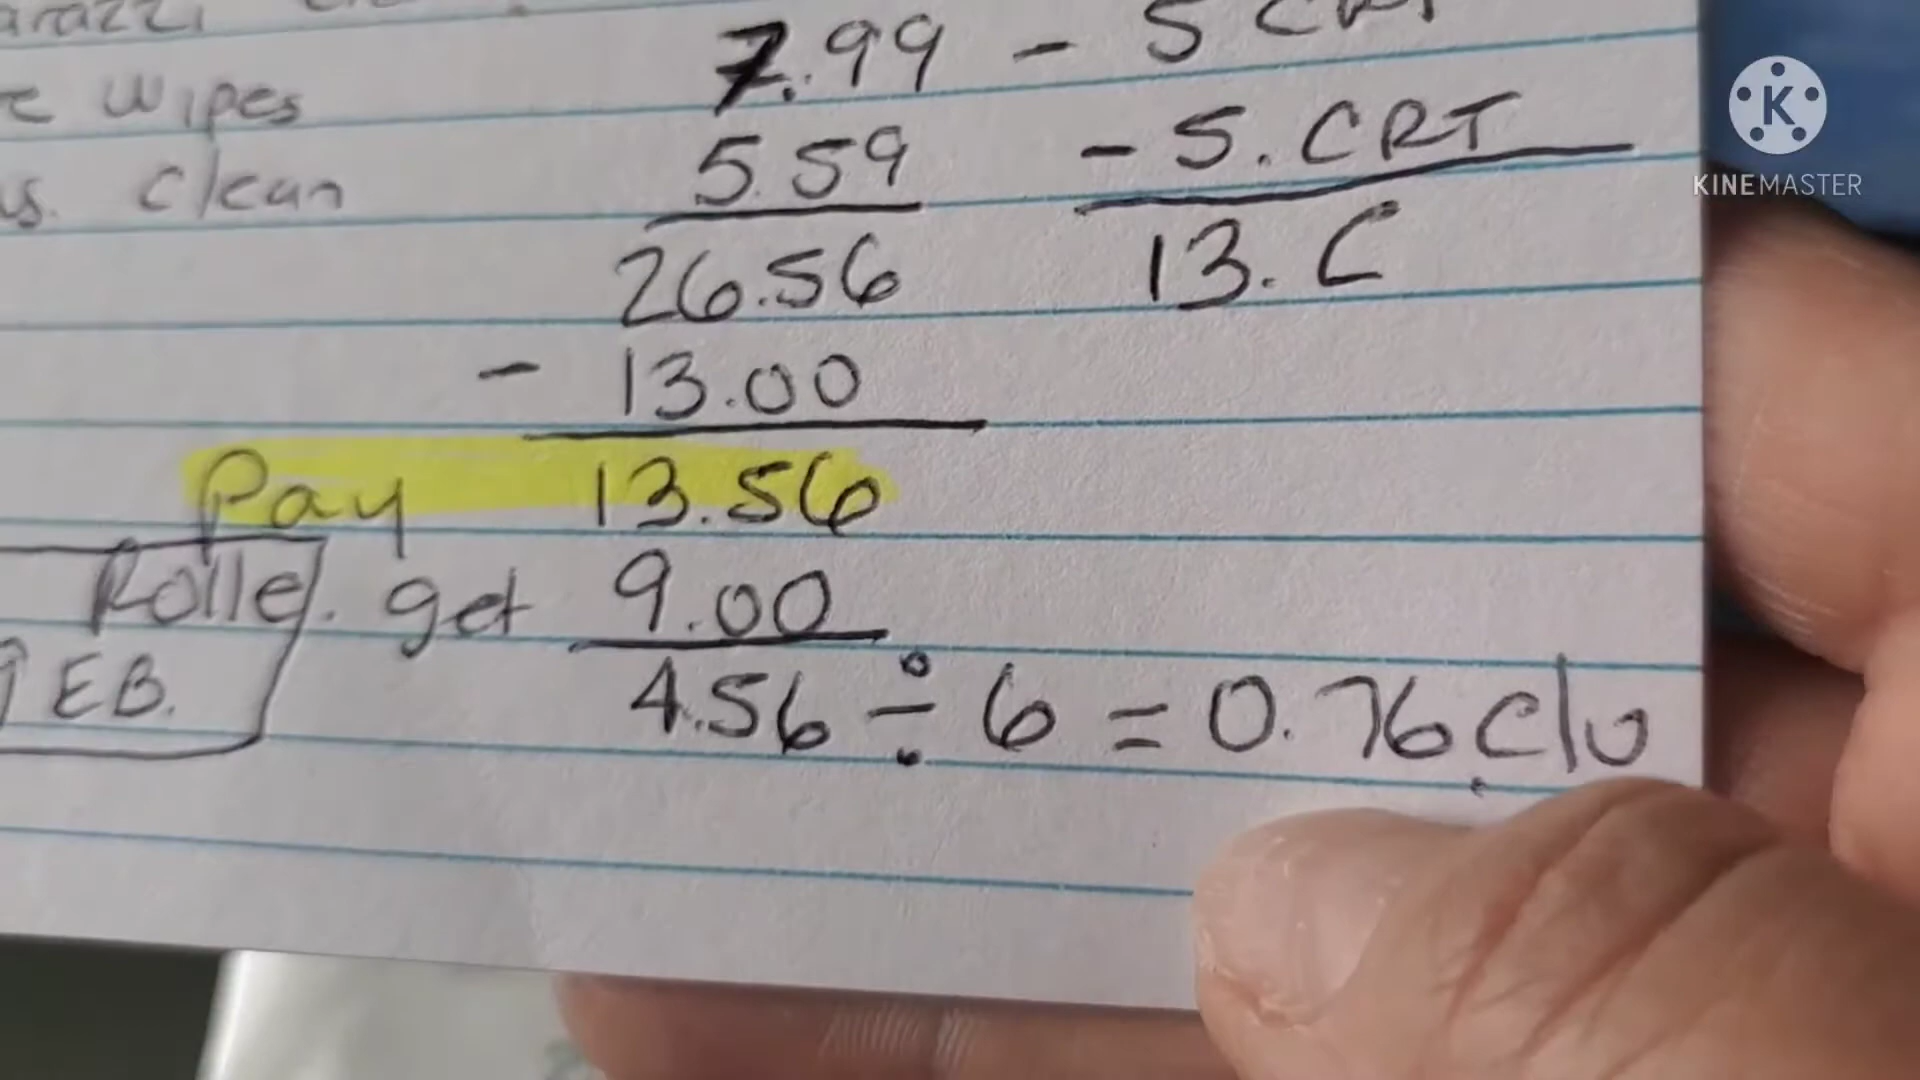 7.99 - 5 CRT
wipes
5.59 - 5. CRT
clean
26.56 13. C
- 13.00
Pay 13.56
Rolle. get 9.00
EB.
4.56 ÷ 6 = 0.76 c/u
K
KINEMASTER